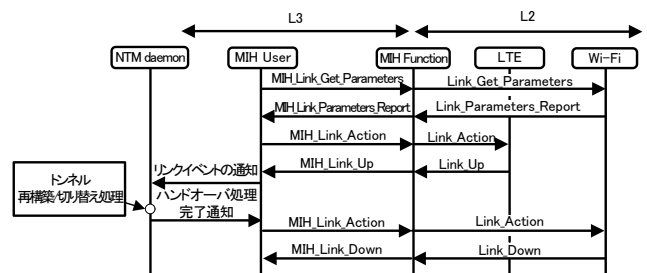 L3
L2
NTM daemon
MIH User
MIH Function
LTE
Wi-Fi
MIH_Link_Get_Parameters
Link_Get_Parameters
MIH_Link_Parameters_Report
Link_Parameters_Report
MIH_Link_Action
Link_Action
MIH_Link_Up
Link_Up
リンクイベントの通知
トンネル
再構築/切り替え処理
ハンドオーバ処理
完了通知
MIH_Link_Action
Link_Action
MIH_Link_Down
Link_Down